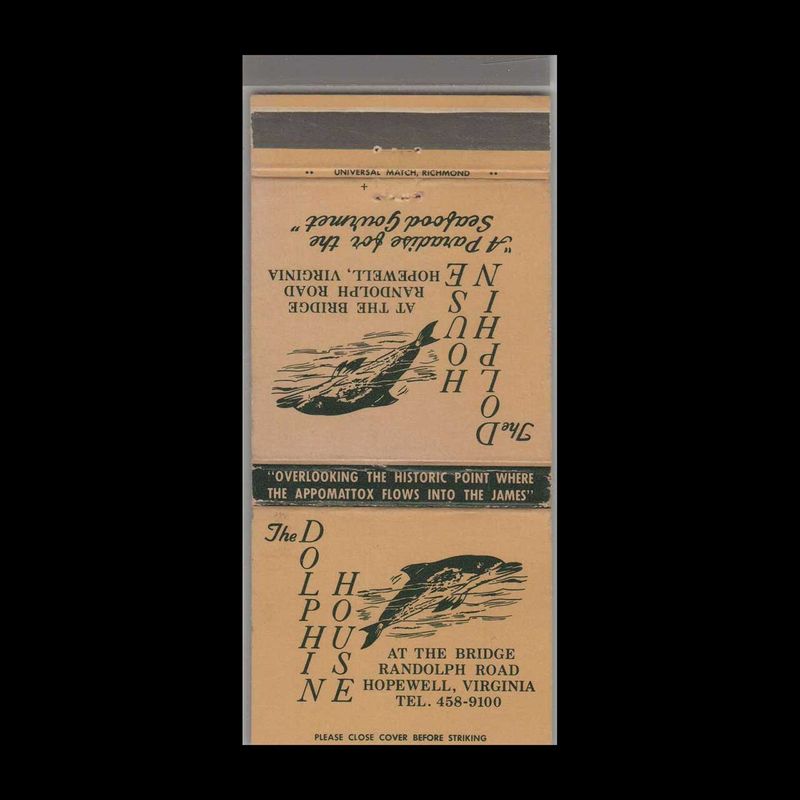 •• UNIVERSAL MATCH, RICHMOND ••
The DOLPHIN
HOUSE
AT THE BRIDGE
RANDOLPH ROAD
HOPEWELL, VIRGINIA
"A Paradise for the
Seafood Gourmet"
"OVERLOOKING THE HISTORIC POINT WHERE
THE APPOMATTOX FLOWS INTO THE JAMES"
The DOLPHIN
HOUSE
AT THE BRIDGE
RANDOLPH ROAD
HOPEWELL, VIRGINIA
TEL. 458-9100
PLEASE CLOSE COVER BEFORE STRIKING